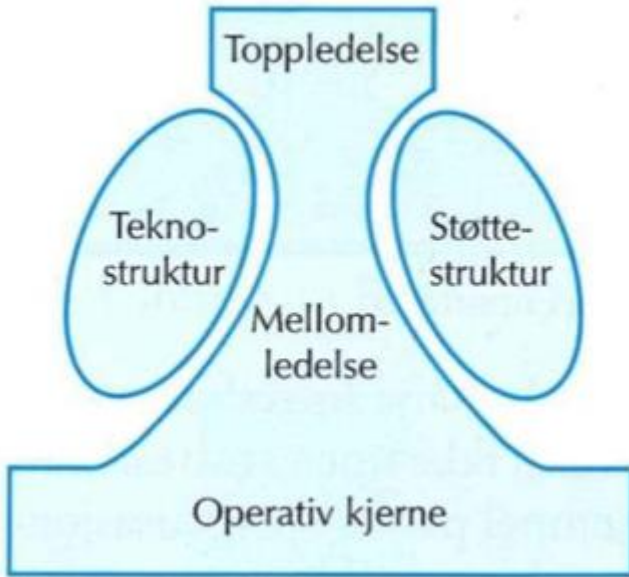 Toppledelse
Tekno-
struktur
Støtte-
struktur
Mellom-
ledelse
Operativ kjerne